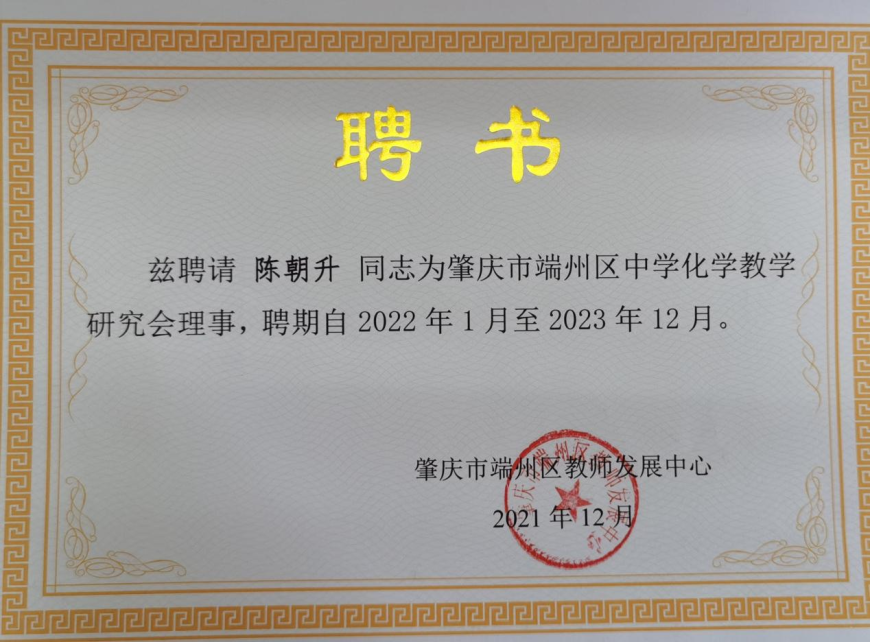 聘书
兹聘请 陈朝升 同志为肇庆市端州区中学化学教学
研究会理事，聘期自 2022 年 1 月至 2023 年 12 月。
肇庆市端州区教师发展中心
2021 年 12 月